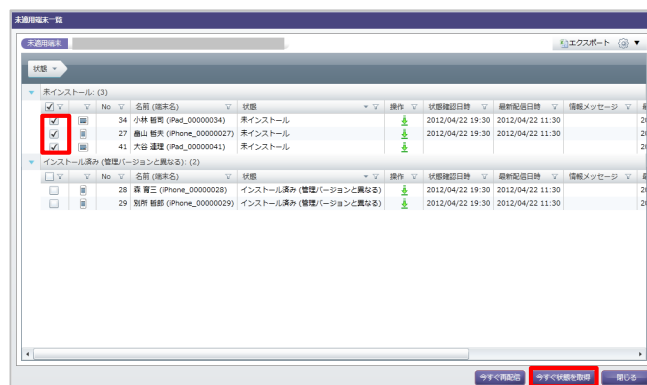 未適用端末一覧
未適用端末 エクスポート
状態
未インストール: (3)
No 名前 (端末名) 状態 操作 状態確認日時 最新配信日時 情報メッセージ
34 小林 哲司 (iPad_00000034) 未インストール 2012/04/22 19:30 2012/04/22 11:30
27 畠山 哲夫 (iPhone_00000027) 未インストール 2012/04/22 19:30 2012/04/22 11:30
41 大谷 道理 (iPad_00000041) 未インストール
インストール済み (管理バージョンと異なる): (2)
No 名前 (端末名) 状態 操作 状態確認日時 最新配信日時 情報メッセージ
28 森 育三 (iPhone_00000028) インストール済み (管理バージョンと異なる) 2012/04/22 19:30 2012/04/22 11:30
29 別所 哲郎 (iPhone_00000029) インストール済み (管理バージョンと異なる) 2012/04/22 19:30 2012/04/22 11:30
今すぐ再配信 今すぐ状態を取得 閉じる